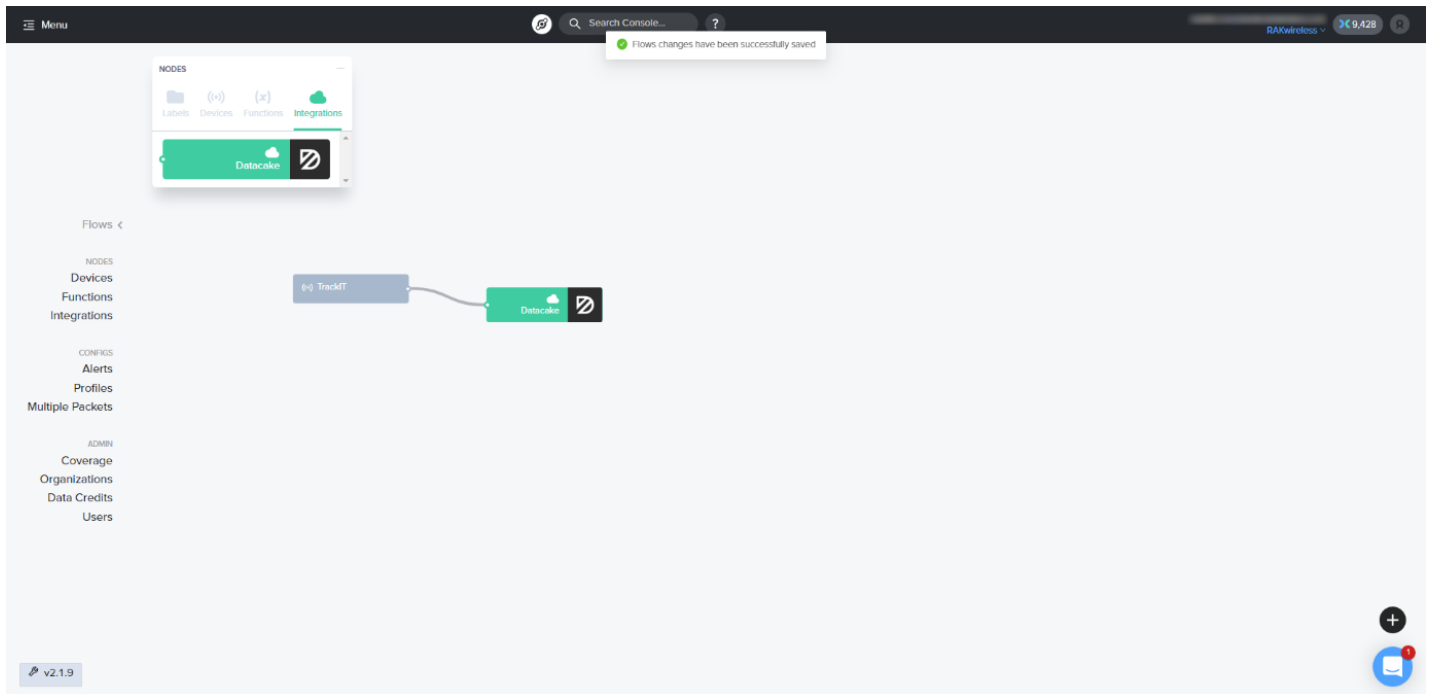 Menu
Search Console...
?
RAKwireless
9,428
Flows changes have been successfully saved
NODES
Labels Devices Functions Integrations
Datacake
Flows
NODES
Devices
Functions
Integrations
CONFIGS
Alerts
Profiles
Multiple Packets
ADMIN
Coverage
Organizations
Data Credits
Users
TrackIT
Datacake
v2.1.9
1